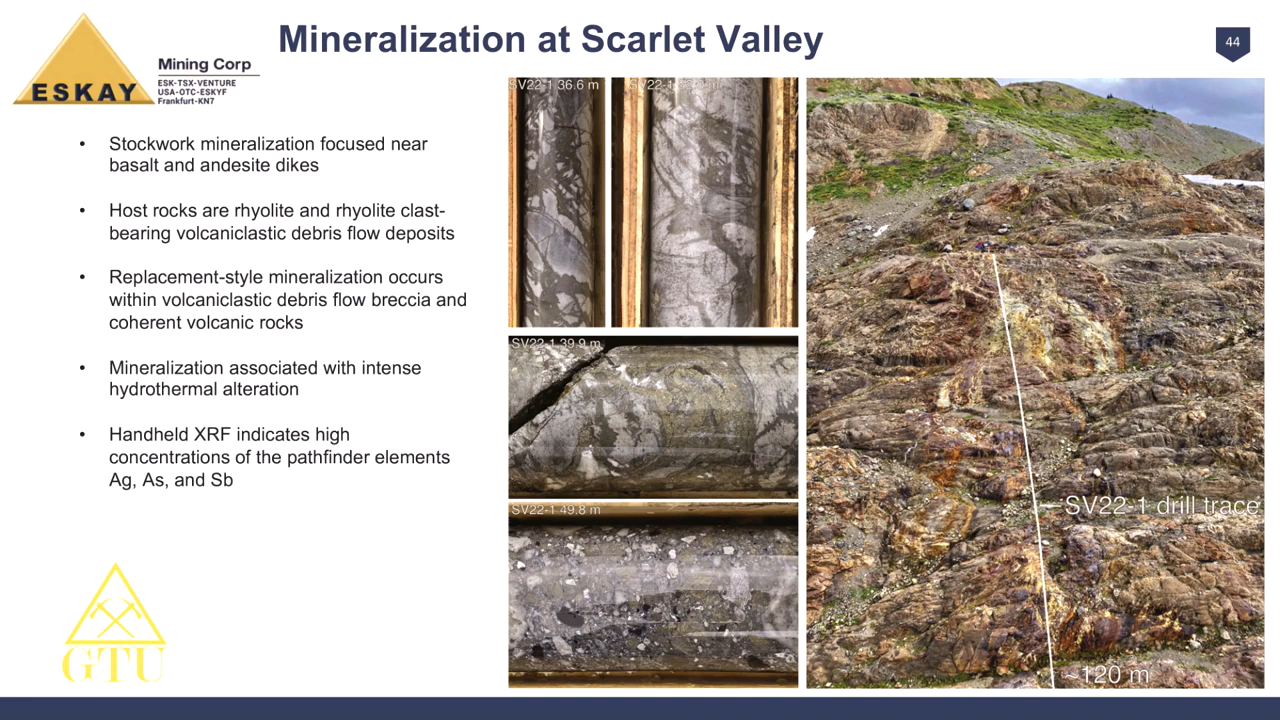 Mineralization at Scarlet Valley
44
ESKAY
Mining Corp
ESK-TSX-VENTURE
USA-OTC-ESKYF
Frankfurt-KN7
• Stockwork mineralization focused near
basalt and andesite dikes
• Host rocks are rhyolite and rhyolite clast-
bearing volcaniclastic debris flow deposits
• Replacement-style mineralization occurs
within volcaniclastic debris flow breccia and
coherent volcanic rocks
• Mineralization associated with intense
hydrothermal alteration
• Handheld XRF indicates high
concentrations of the pathfinder elements
Ag, As, and Sb
GTU
SV22-1 36.6 m
SV22-1 39.9 m
SV22-1 49.8 m
SV22-1 drill trace
~120 m